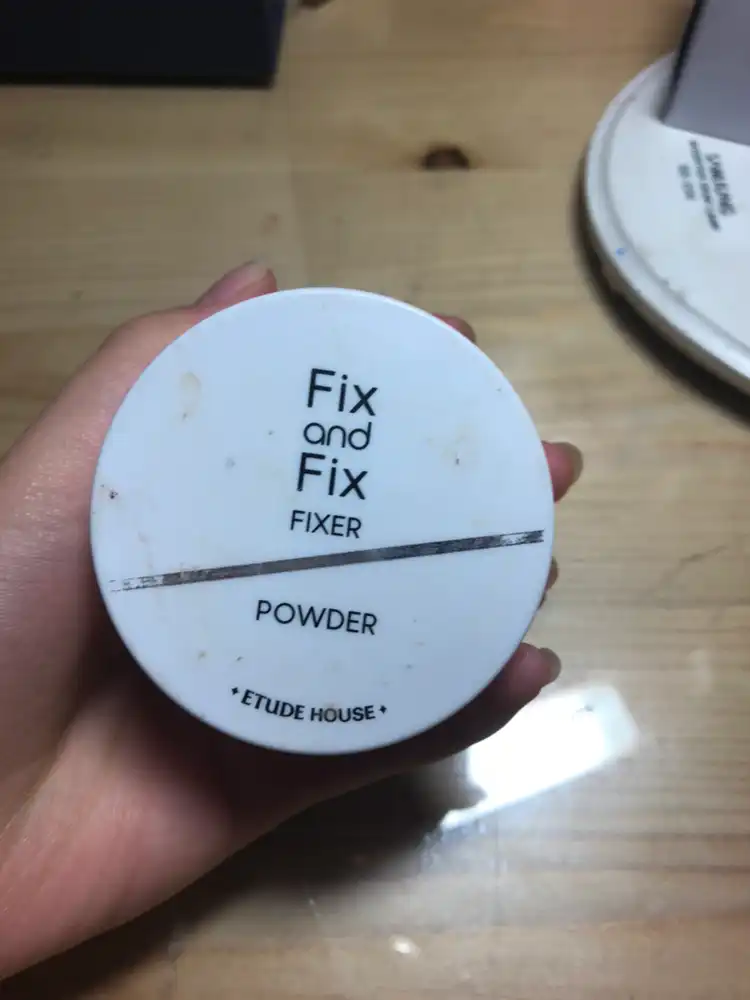 Fix
and
Fix
FIXER
POWDER
ETUDE HOUSE